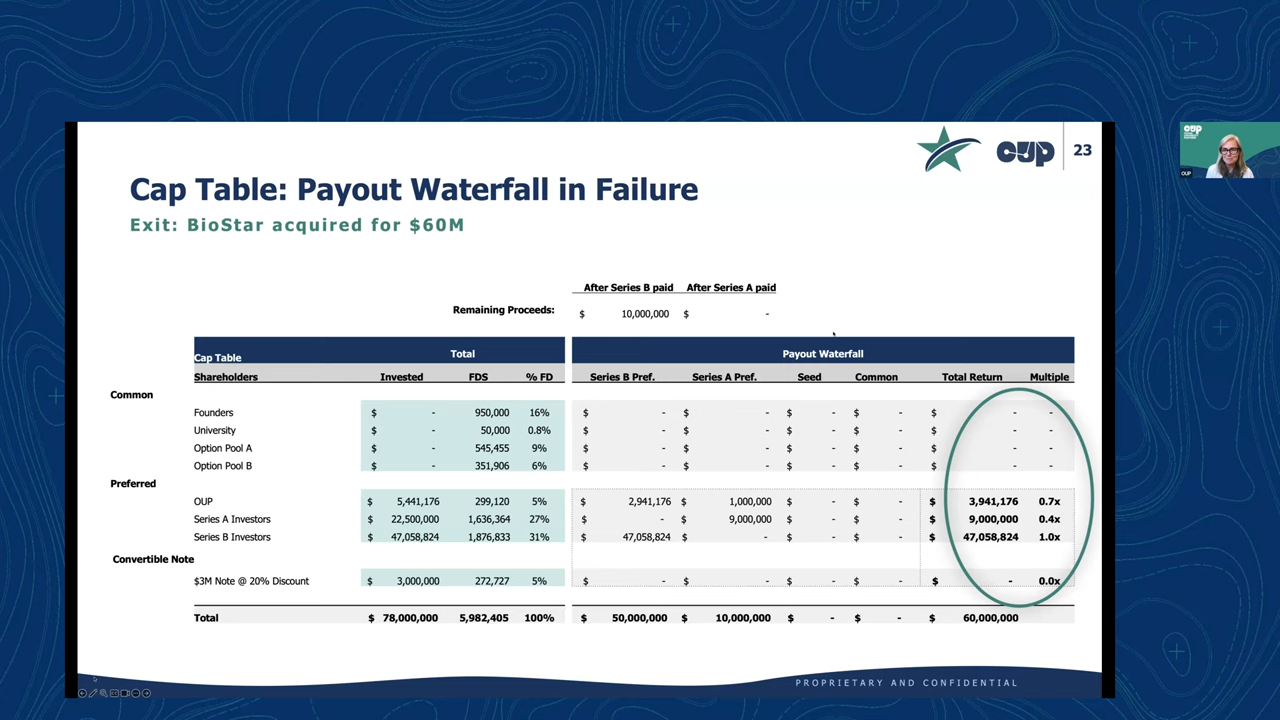 OUP 23
Cap Table: Payout Waterfall in Failure
Exit: BioStar acquired for $60M
OUP
OUP
After Series B paid After Series A paid
Remaining Proceeds: $ 10,000,000 $ -
Cap Table Total Payout Waterfall
Shareholders Invested FDS % FD Series B Pref. Series A Pref. Seed Common Total Return Multiple
Common
Founders $ - 950,000 16% $ - $ - $ - $ - $ - -
University $ - 50,000 0.8% $ - $ - $ - $ - $ - -
Option Pool A $ - 545,455 9% $ - $ - $ - $ - $ - -
Option Pool B $ - 351,906 6% $ - $ - $ - $ - $ - -
Preferred
OUP $ 5,441,176 299,120 5% $ 2,941,176 $ 1,000,000 $ - $ - $ 3,941,176 0.7x
Series A Investors $ 22,500,000 1,636,364 27% $ - $ 9,000,000 $ - $ - $ 9,000,000 0.4x
Series B Investors $ 47,058,824 1,876,833 31% $ 47,058,824 $ - $ - $ - $ 47,058,824 1.0x
Convertible Note
$3M Note @ 20% Discount $ 3,000,000 272,727 5% $ - $ - $ - $ - $ - 0.0x
Total $ 78,000,000 5,982,405 100% $ 50,000,000 $ 10,000,000 $ - $ - $ 60,000,000
PROPRIETARY AND CONFIDENTIAL